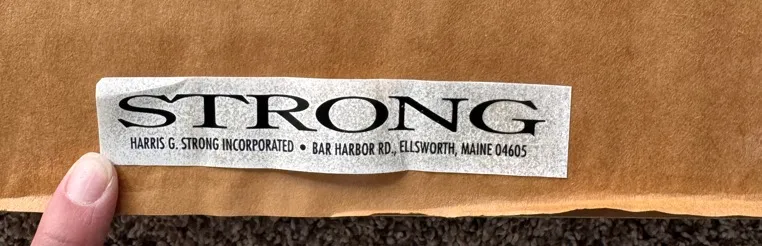 STRONG
HARRIS G. STRONG INCORPORATED • BAR HARBOR RD., ELLSWORTH, MAINE 04605